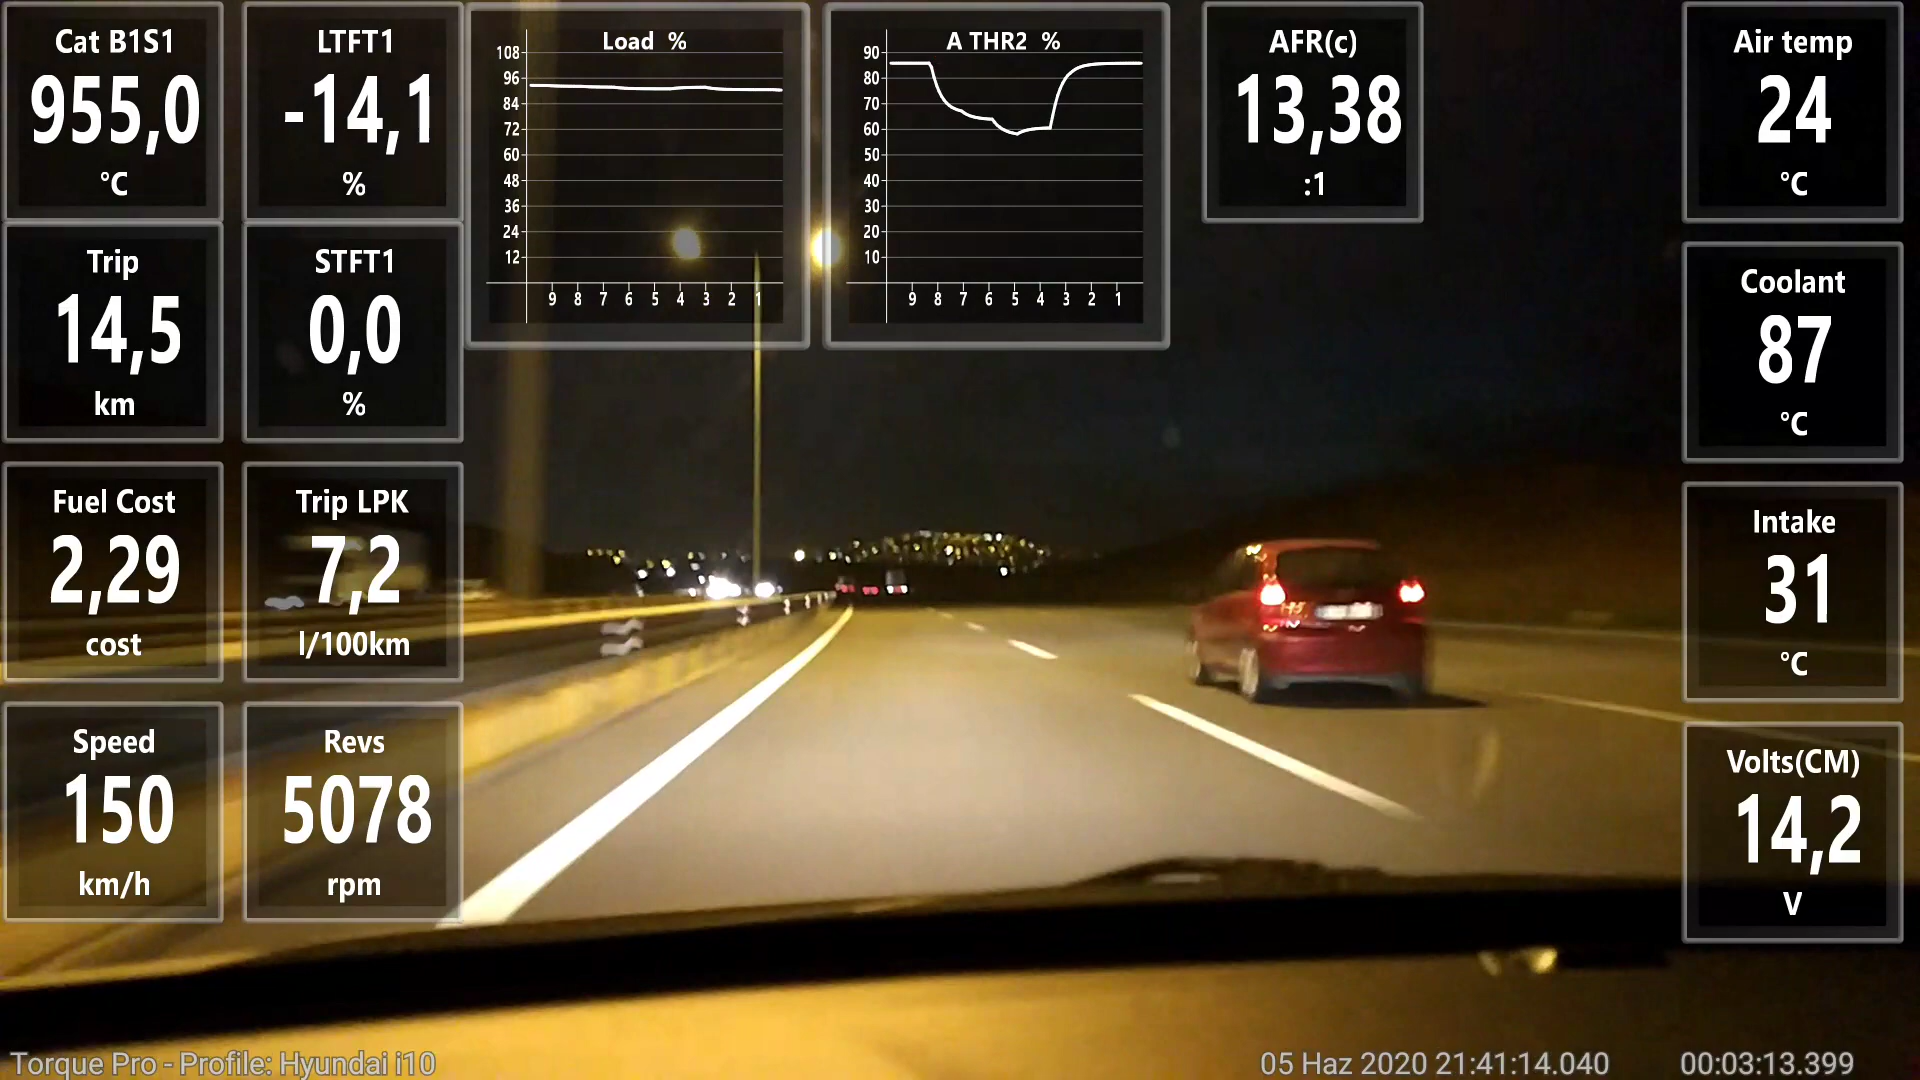 Cat B1S1
955,0
°C
LTFT1
-14,1
%
Load %
108
96
84
72
60
48
36
24
12
9 8 7 6 5 4 3 2 1
A THR2 %
90
80
70
60
50
40
30
20
10
9 8 7 6 5 4 3 2 1
AFR(c)
13,38
:1
Air temp
24
°C
Trip
14,5
km
STFT1
0,0
%
Coolant
87
°C
Fuel Cost
2,29
cost
Trip LPK
7,2
l/100km
Intake
31
°C
Speed
150
km/h
Revs
5078
rpm
Volts(CM)
14,2
V
Torque Pro - Profile: Hyundai i10
05 Haz 2020 21:41:14.040
00:03:13.399